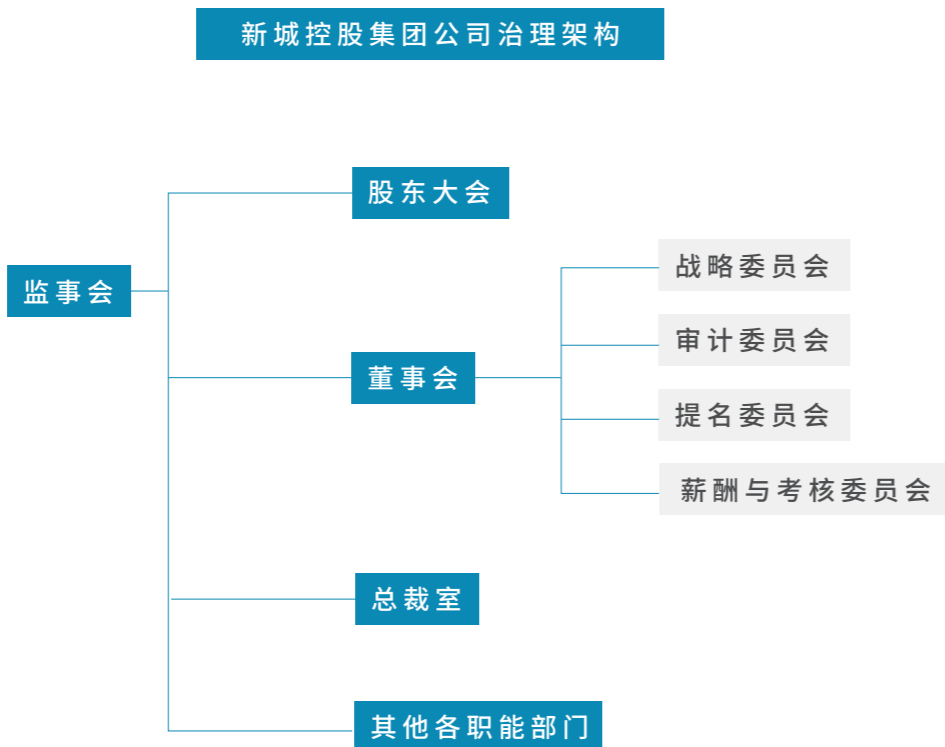 新城控股集团公司治理架构
股东大会
监事会
董事会
战略委员会
审计委员会
提名委员会
薪酬与考核委员会
总裁室
其他各职能部门